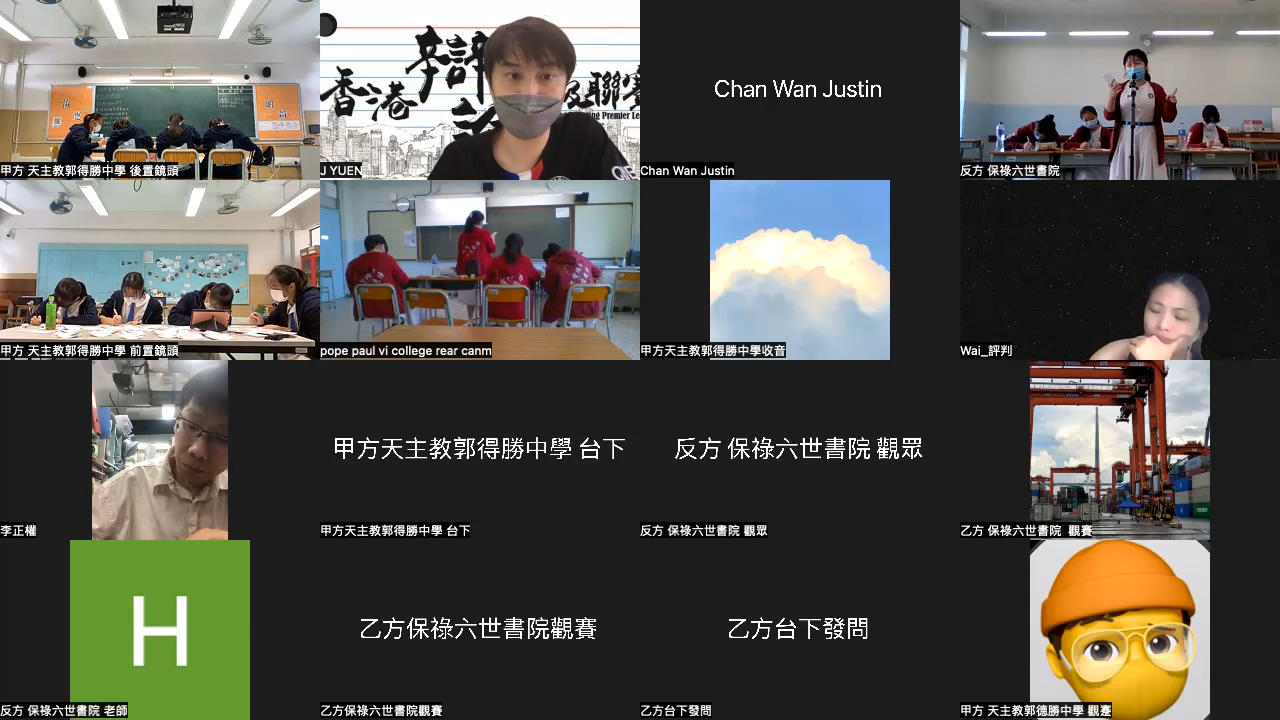 甲方 天主教郭得勝中學 後置鏡頭
香港辯論
及聯賽
J YUEN
Chan Wan Justin
Chan Wan Justin
反方 保祿六世書院
甲方 天主教郭得勝中學 前置鏡頭
pope paul vi college rear canm
甲方天主教郭得勝中學收音
Wai_評判
李正權
甲方天主教郭得勝中學 台下
甲方天主教郭得勝中學 台下
反方 保祿六世書院 觀眾
反方 保祿六世書院 觀眾
乙方 保祿六世書院 觀賽
H
反方 保祿六世書院 老師
乙方保祿六世書院觀賽
乙方保祿六世書院觀賽
乙方台下發問
乙方台下發問
甲方 天主教郭德勝中學 觀賽